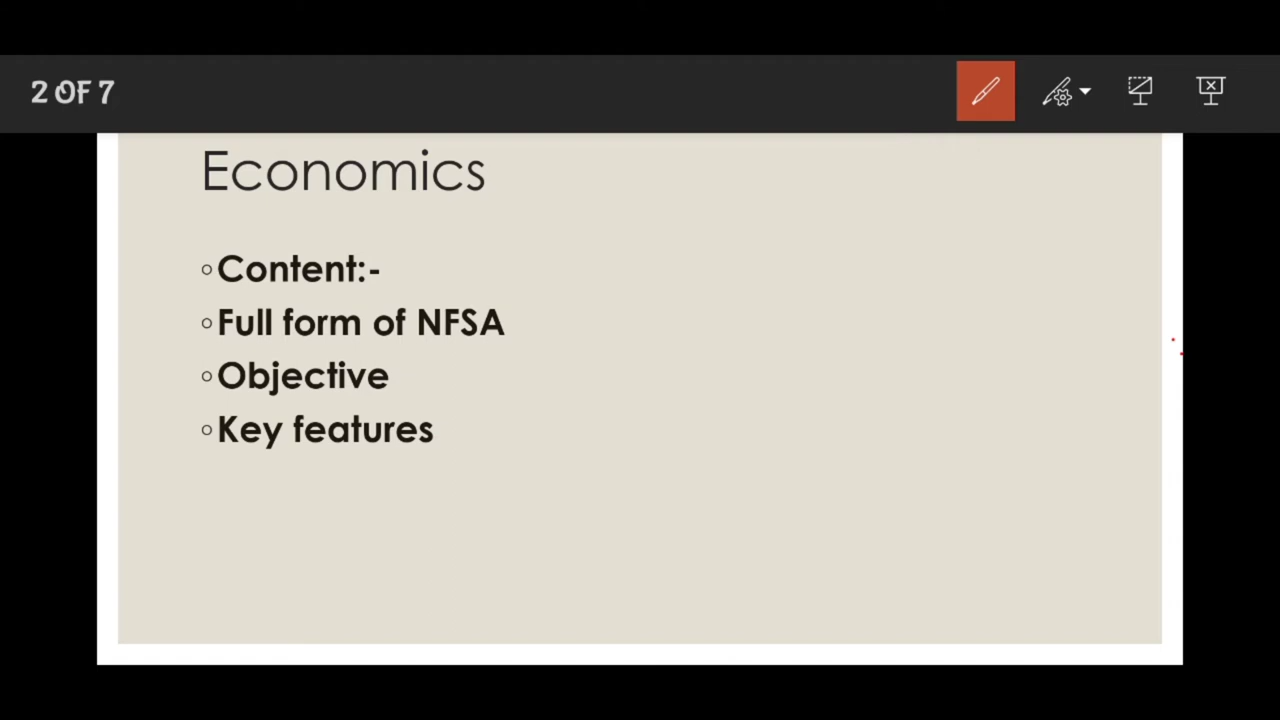 2 OF 7
Economics
Content:-
Full form of NFSA
Objective
Key features